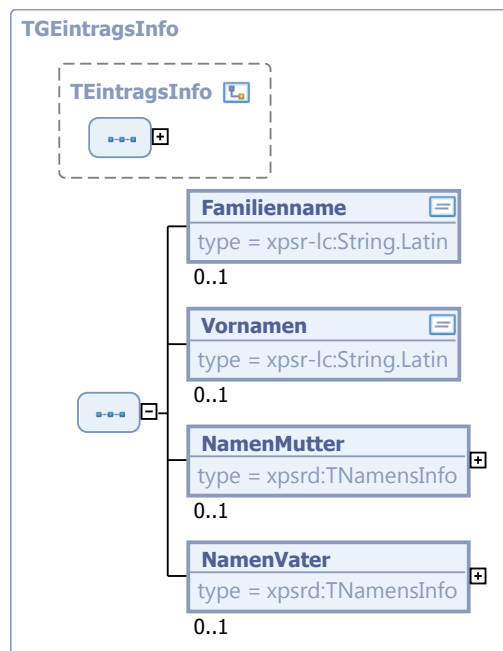 TGEintragsInfo
TEintragsInfo
Familienname
type = xpsr-lc:String.Latin
0..1
Vornamen
type = xpsr-lc:String.Latin
0..1
NamenMutter
type = xpsrd:TNamensInfo
0..1
NamenVater
type = xpsrd:TNamensInfo
0..1